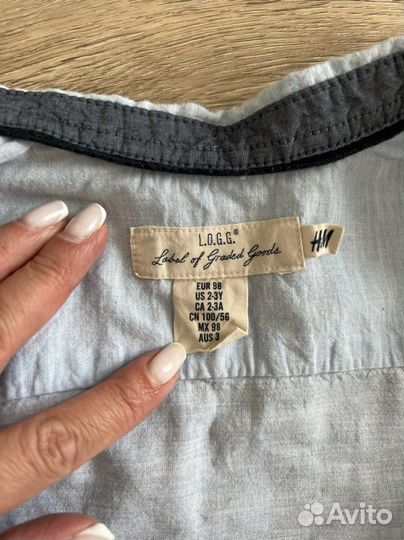 L.O.G.G.®
Label of Graded Goods
H&M
EUR 98
US 2-3Y
CA 2-3A
CN 100/56
MX 98
AUS 3
Avito